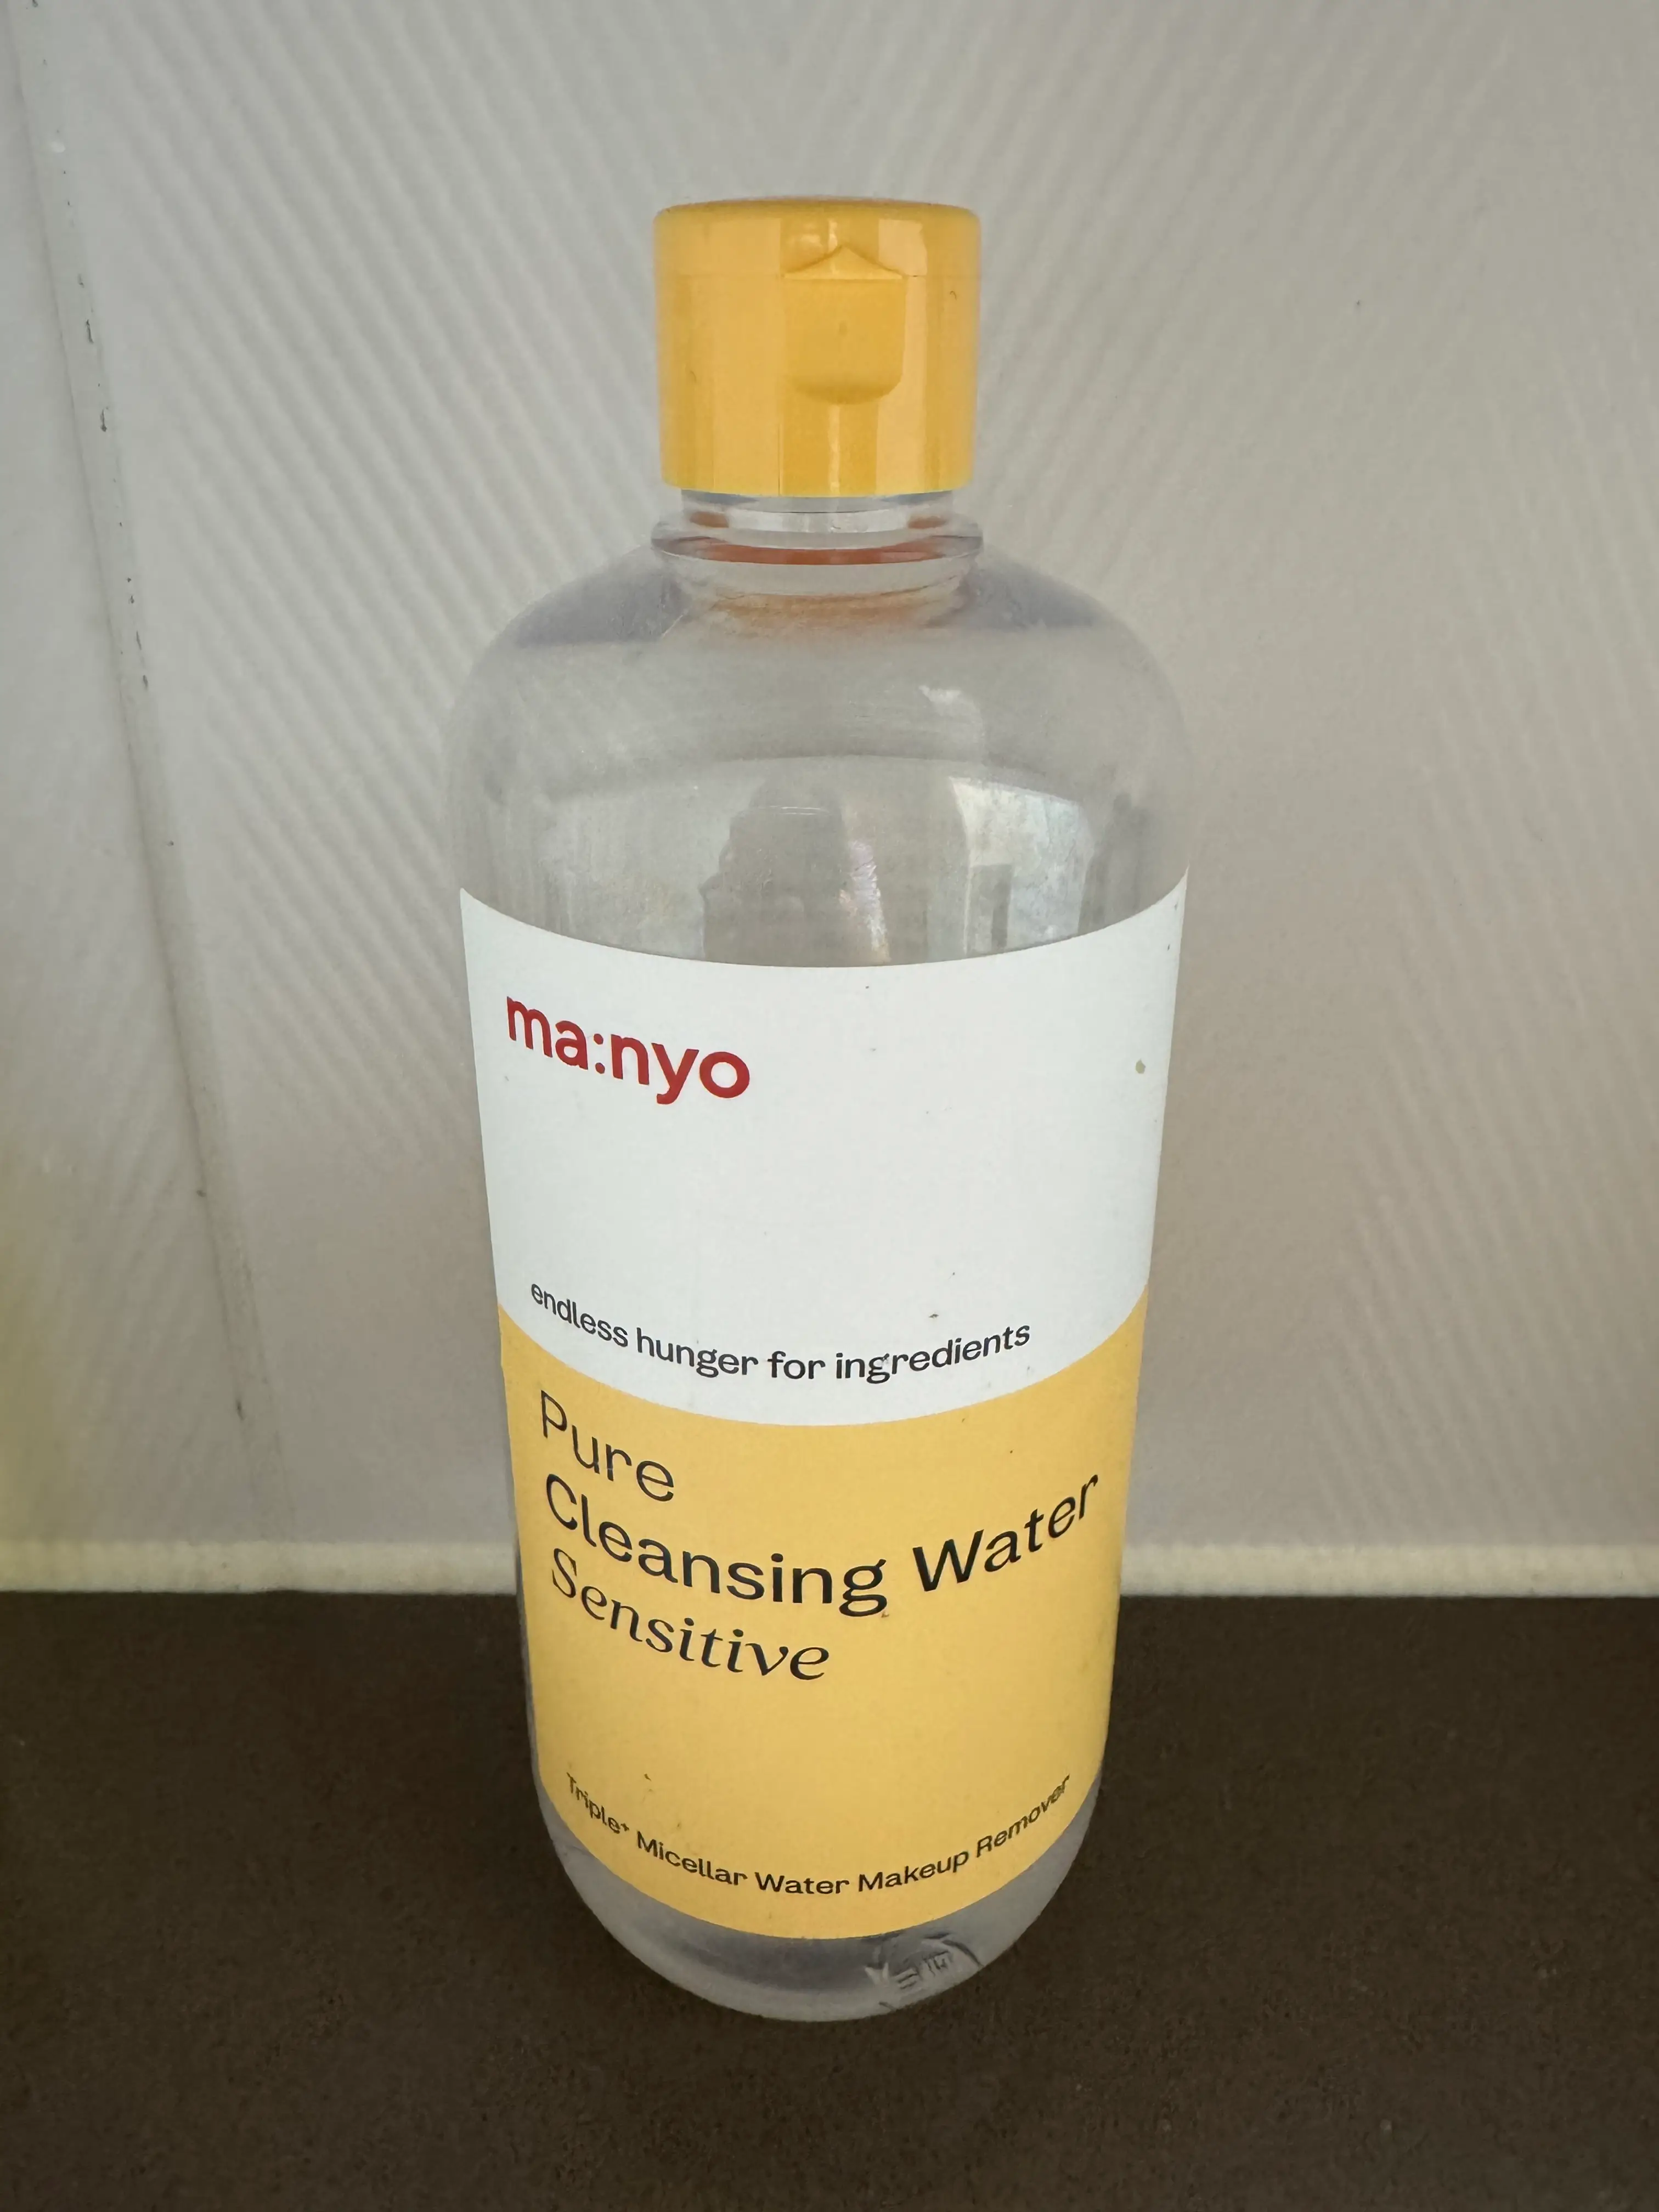 ma:nyo
endless hunger for ingredients
Pure
Cleansing Water
Sensitive
Triple⁺ Micellar Water Makeup Remover